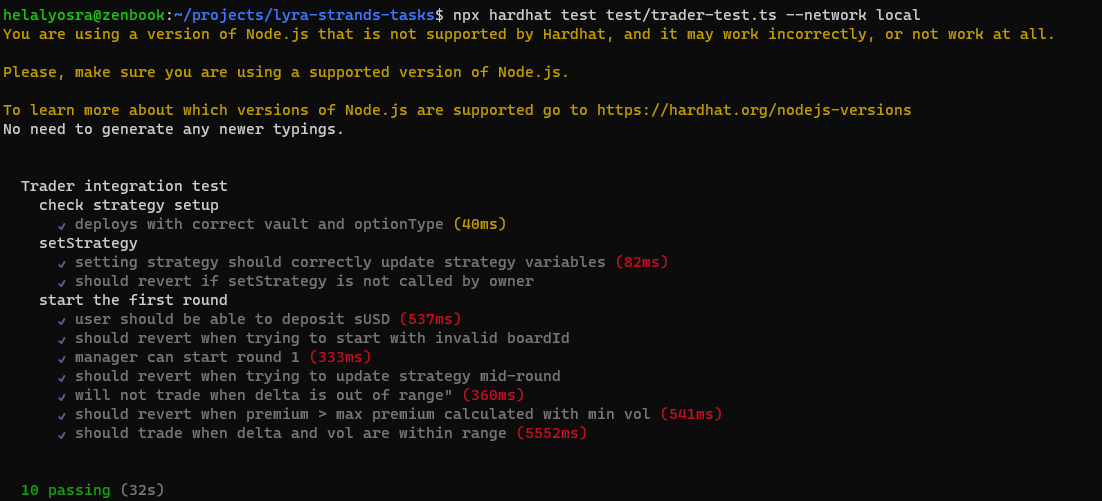 helalyosra@zenbook:~/projects/lyra-strands-tasks$ npx hardhat test test/trader-test.ts --network local
You are using a version of Node.js that is not supported by Hardhat, and it may work incorrectly, or not work at all.
Please, make sure you are using a supported version of Node.js.
To learn more about which versions of Node.js are supported go to https://hardhat.org/nodejs-versions
No need to generate any newer typings.
Trader integration test
check strategy setup
✓ deploys with correct vault and optionType (40ms)
setStrategy
✓ setting strategy should correctly update strategy variables (82ms)
✓ should revert if setStrategy is not called by owner
start the first round
✓ user should be able to deposit sUSD (537ms)
✓ should revert when trying to start with invalid boardId
✓ manager can start round 1 (333ms)
✓ should revert when trying to update strategy mid-round
✓ will not trade when delta is out of range" (360ms)
✓ should revert when premium > max premium calculated with min vol (541ms)
✓ should trade when delta and vol are within range (5552ms)
10 passing (32s)